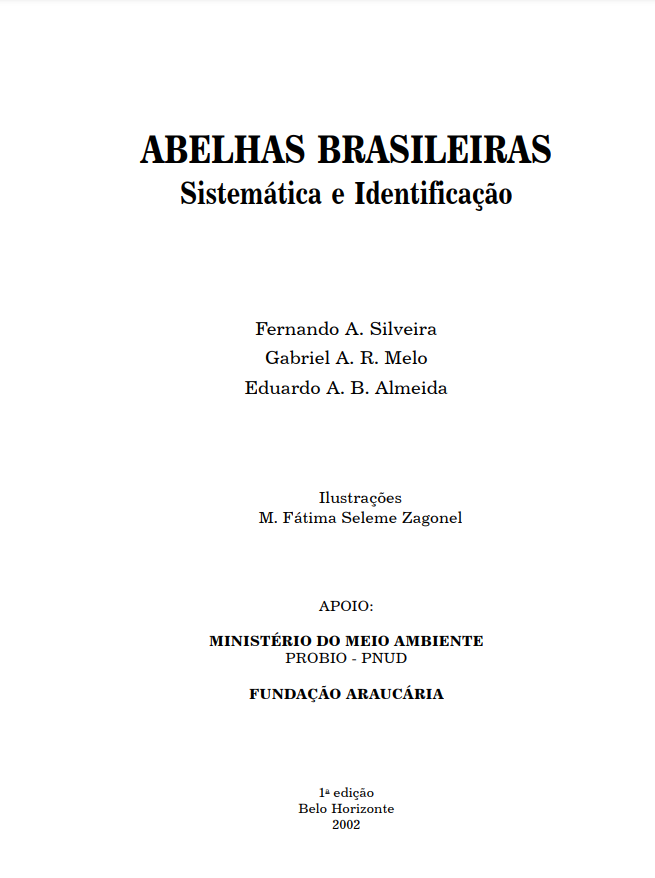 ABELHAS BRASILEIRAS
Sistemática e Identificação
Fernando A. Silveira
Gabriel A. R. Melo
Eduardo A. B. Almeida
Ilustrações
M. Fátima Seleme Zagonel
APOIO:
MINISTÉRIO DO MEIO AMBIENTE
PROBIO - PNUD
FUNDAÇÃO ARAUCÁRIA
1ª edição
Belo Horizonte
2002